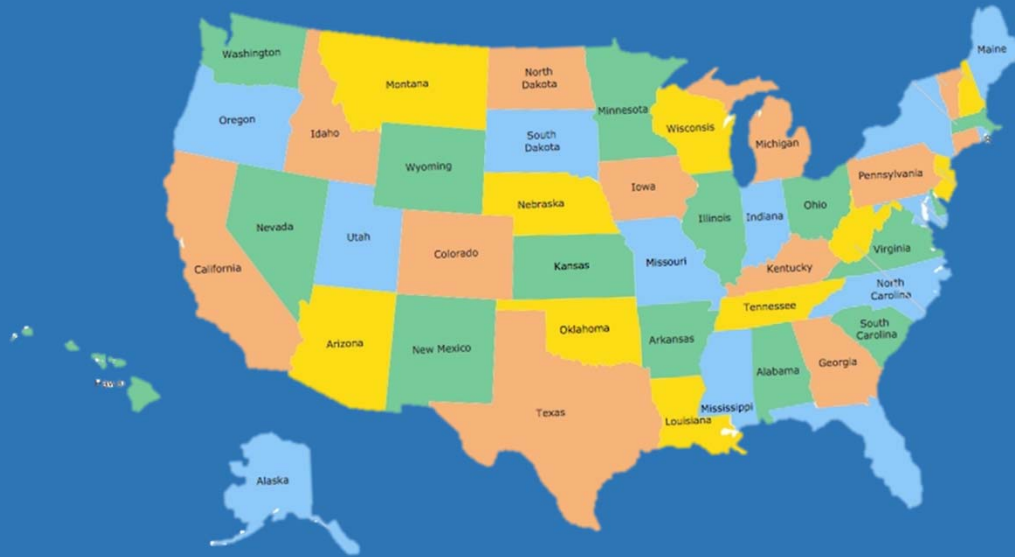 Washington
Montana
North
Dakota
Minnesota
Maine
Oregon
Idaho
Wisconsin
South
Dakota
Michigan
Wyoming
Pennsylvania
Iowa
Nebraska
Illinois
Indiana
Ohio
Nevada
Utah
Colorado
Kansas
Missouri
Virginia
California
Kentucky
North
Carolina
Tennessee
Arizona
New Mexico
Oklahoma
Arkansas
South
Carolina
Alabama
Georgia
Texas
Mississippi
Louisiana
Alaska